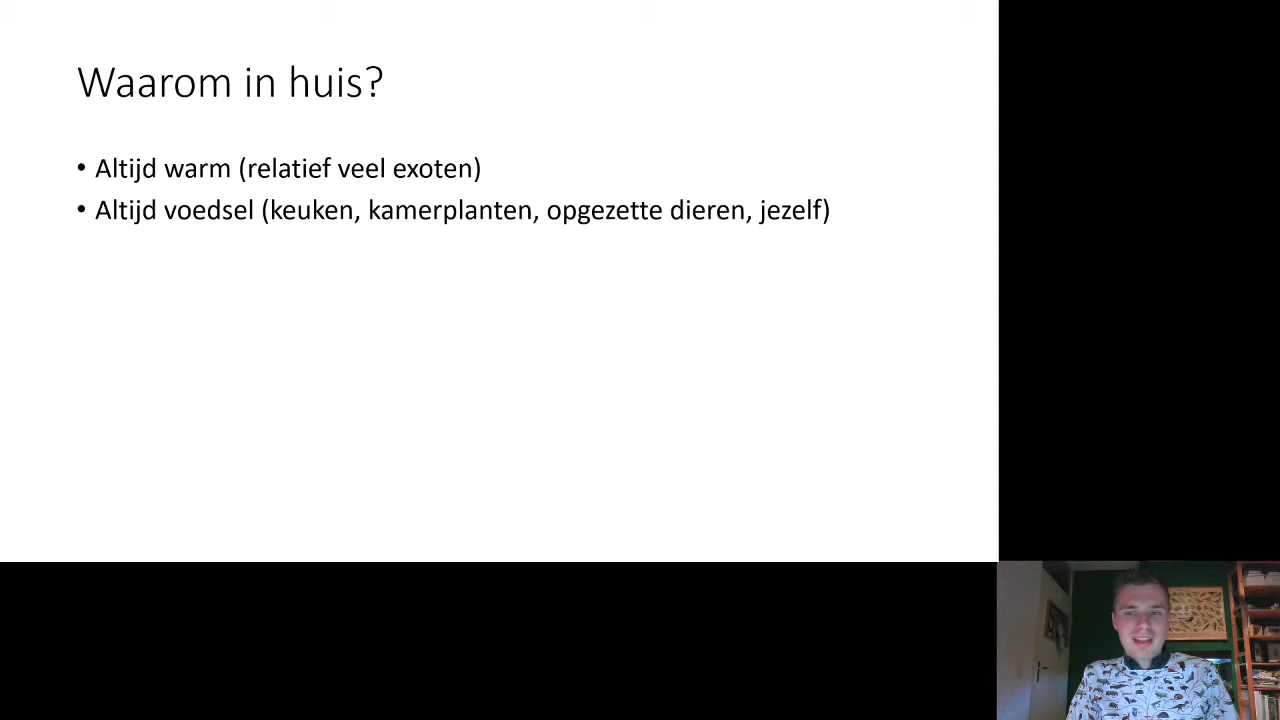 Waarom in huis?
• Altijd warm (relatief veel exoten)
• Altijd voedsel (keuken, kamerplanten, opgezette dieren, jezelf)